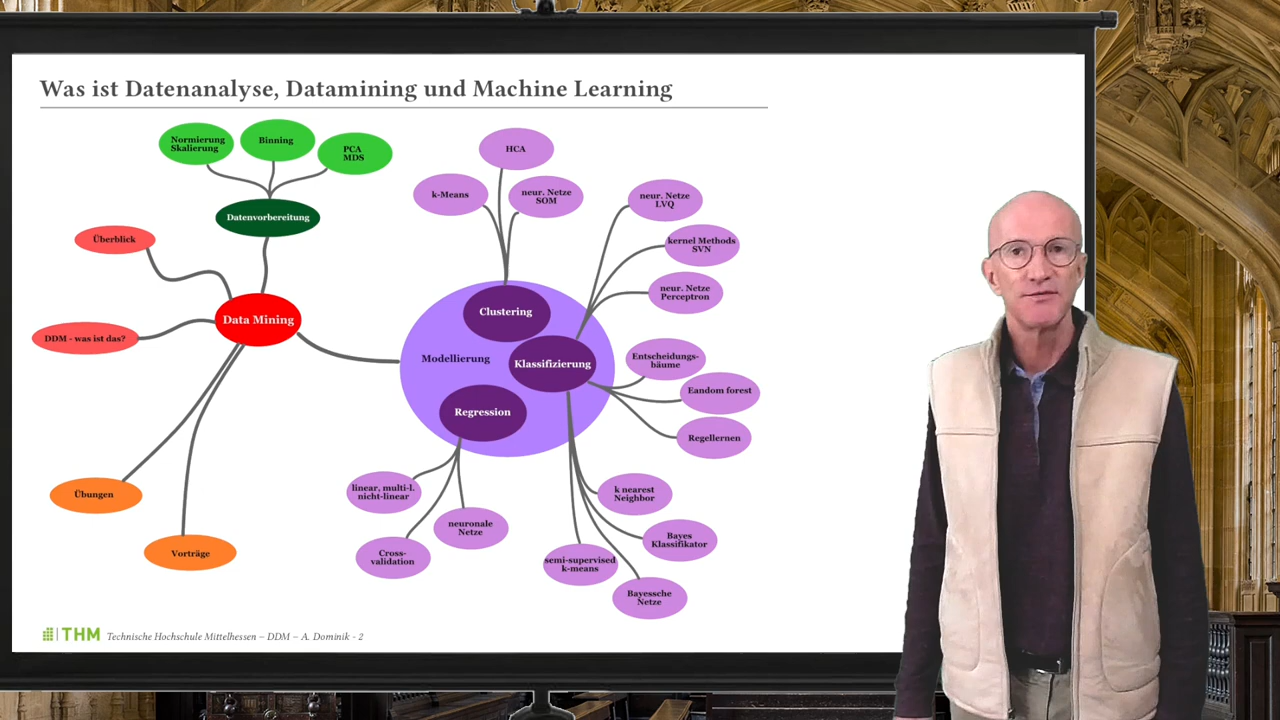 Was ist Datenanalyse, Datamining und Machine Learning
Normierung
Skalierung
Binning
PCA
MDS
Datenvorbereitung
Überblick
Data Mining
DDM - was ist das?
Übungen
Vorträge
HCA
k-Means
neur. Netze
SOM
neur. Netze
LVQ
kernel Methods
SVN
neur. Netze
Perceptron
Clustering
Modellierung
Klassifizierung
Regression
Entscheidungs-
bäume
Eandom forest
Regellernen
linear, multi-l.
nicht-linear
neuronale
Netze
Cross-
validation
k nearest
Neighbor
Bayes
Klassifikator
semi-supervised
k-means
Bayessche
Netze
THM Technische Hochschule Mittelhessen – DDM – A. Dominik - 2